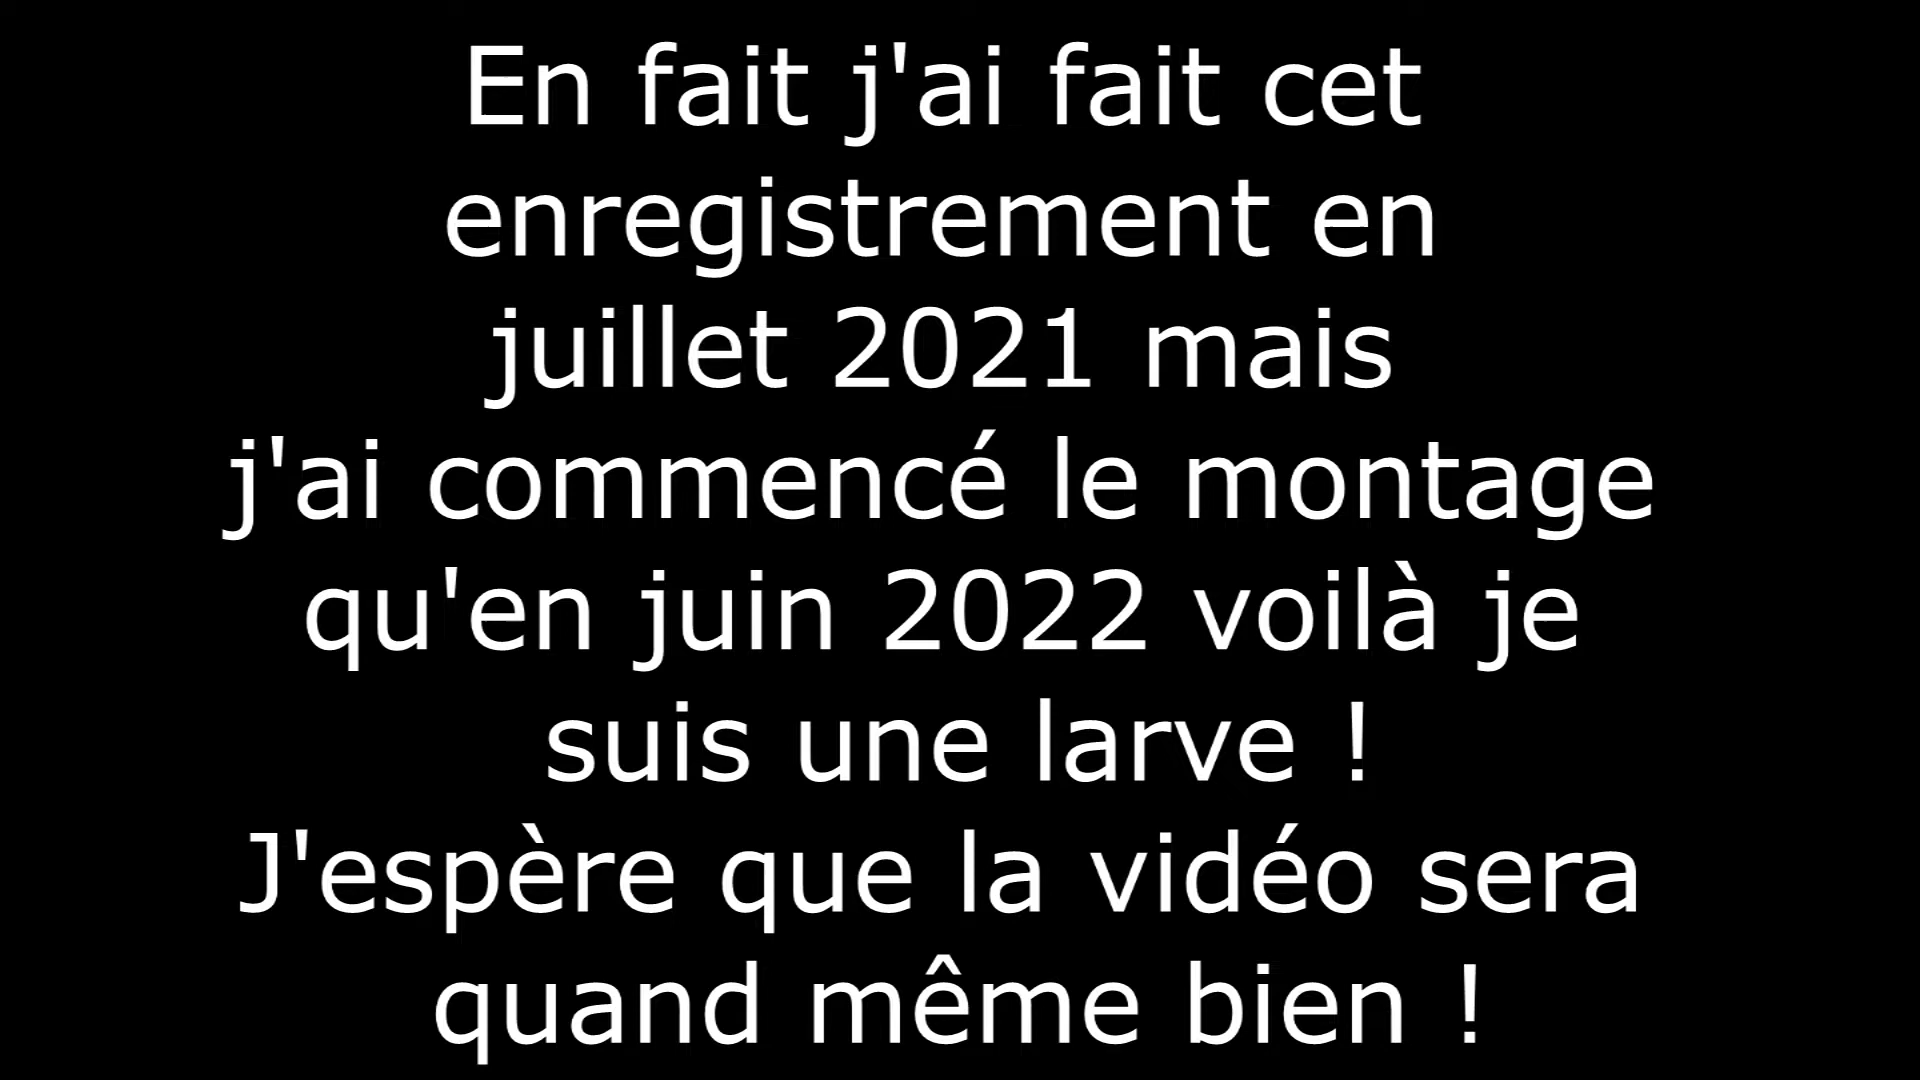 En fait j'ai fait cet
enregistrement en
juillet 2021 mais
j'ai commencé le montage
qu'en juin 2022 voilà je
suis une larve !
J'espère que la vidéo sera
quand même bien !